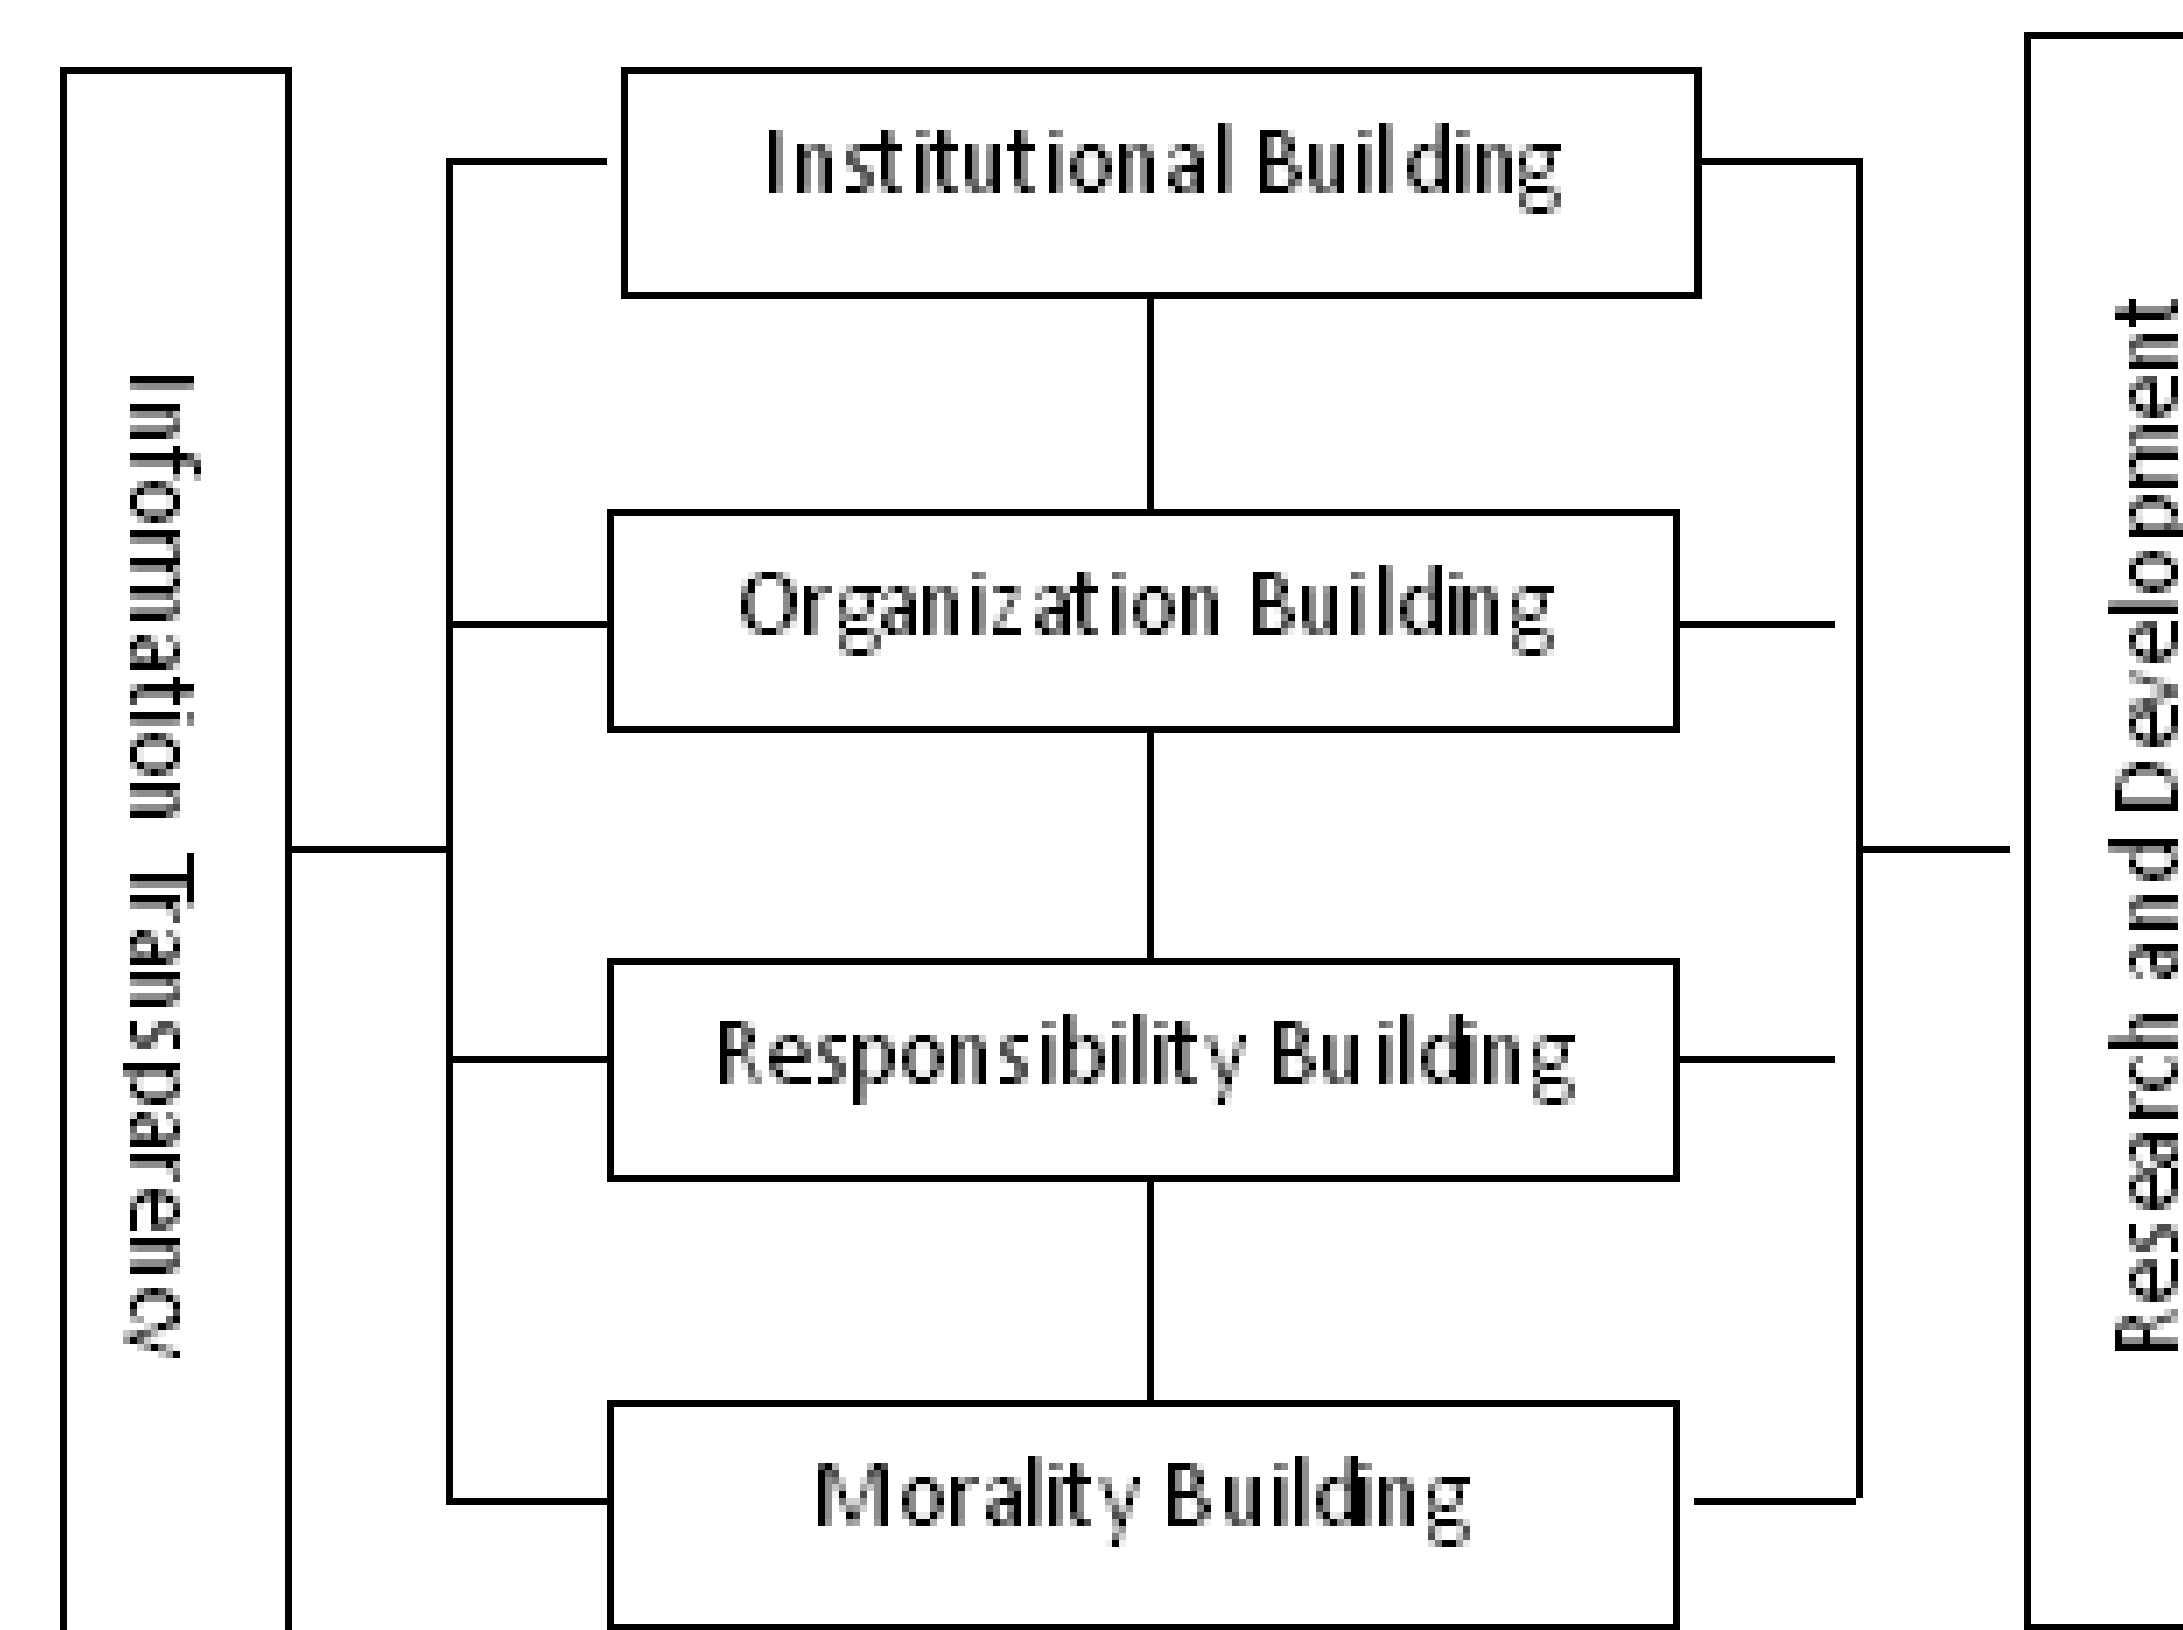 Information Transparency
Institutional Building
Organization Building
Responsibility Building
Morality Building
Research and Development